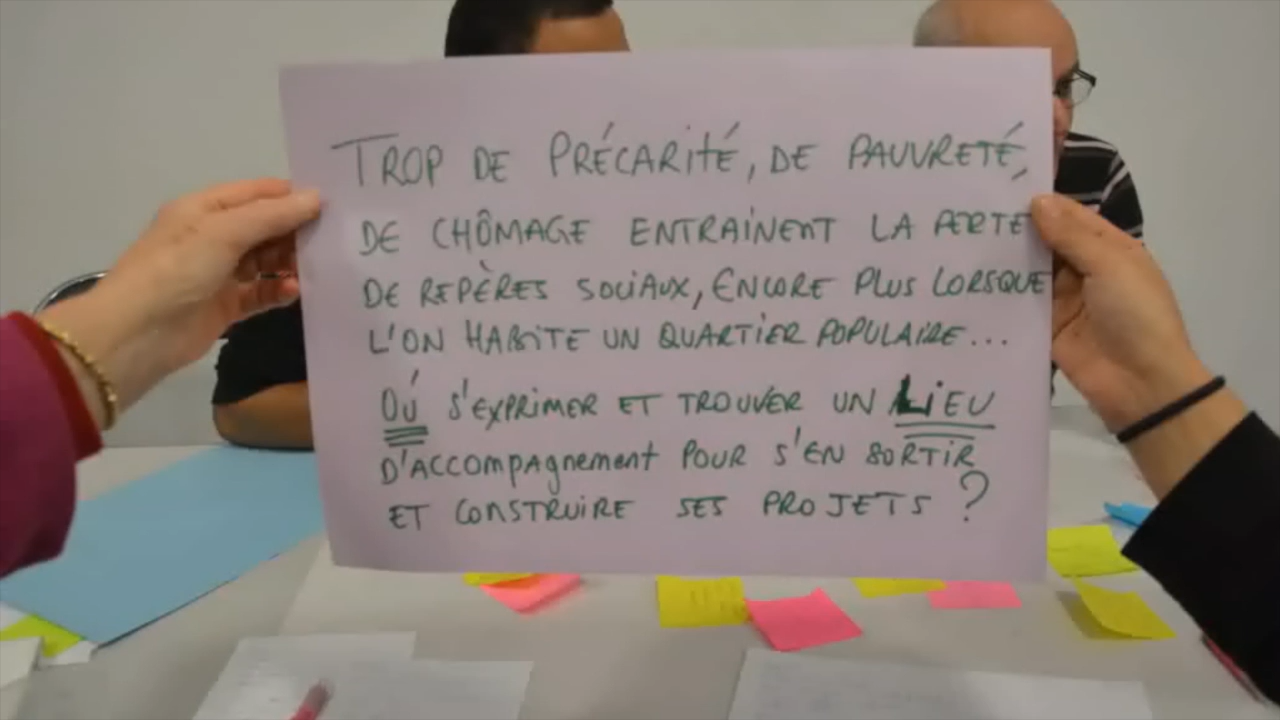 TROP DE PRÉCARITÉ, DE PAUVRETÉ,
DE CHÔMAGE ENTRAINENT LA PERTE
DE REPÈRES SOCIAUX, ENCORE PLUS LORSQUE
L'ON HABITE UN QUARTIER POPULAIRE...
OÚ S'EXPRIMER ET TROUVER UN LIEU
D'ACCOMPAGNEMENT POUR S'EN SORTIR
ET CONSTRUIRE SES PROJETS ?